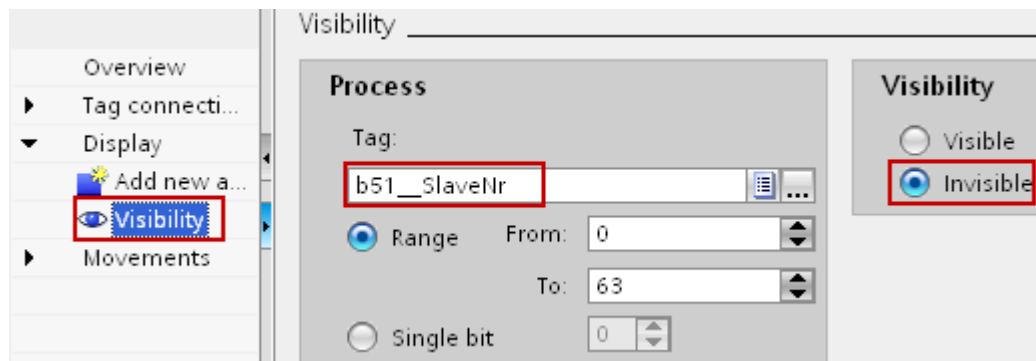 Visibility
Overview
Tag connecti...
Display
Add new a...
Visibility
Movements
Process
Tag:
b51__SlaveNr
...
Range From: 0
To: 63
Single bit 0
Visibility
Visible
Invisible